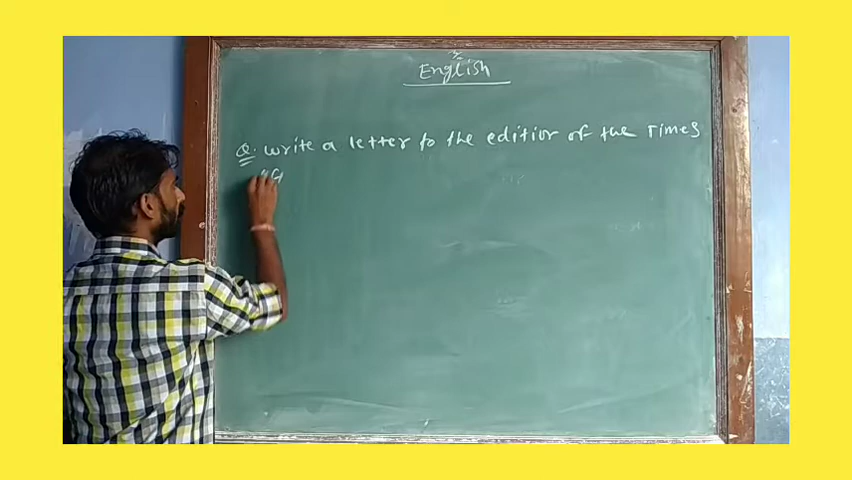 English
Q. Write a letter to the editior of the Times
"G